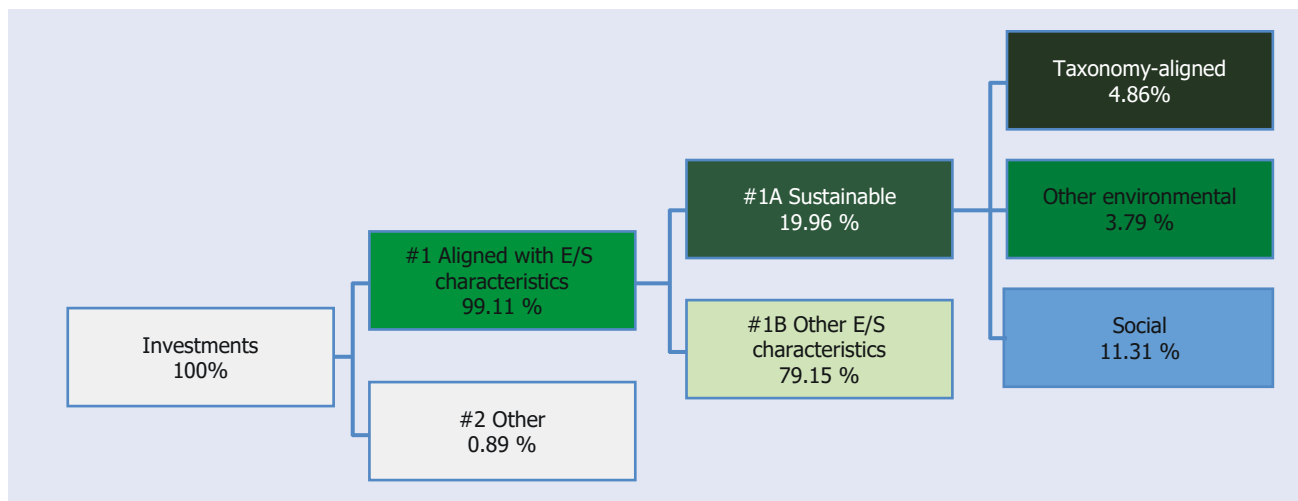 Investments
100%
#1 Aligned with E/S
characteristics
99.11 %
#2 Other
0.89 %
#1A Sustainable
19.96 %
#1B Other E/S
characteristics
79.15 %
Taxonomy-aligned
4.86%
Other environmental
3.79 %
Social
11.31 %